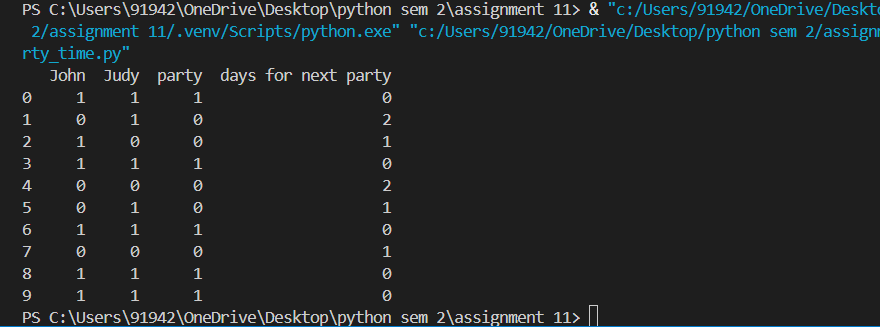 PS C:\Users\91942\OneDrive\Desktop\python sem 2\assignment 11> & "c:/Users/91942/OneDrive/Deskto
2/assignment 11/.venv/Scripts/python.exe" "c:/Users/91942/OneDrive/Desktop/python sem 2/assignm
rty_time.py"
   John  Judy  party  days for next party
0     1     1      1                    0
1     0     1      0                    2
2     1     0      0                    1
3     1     1      1                    0
4     0     0      0                    2
5     0     1      0                    1
6     1     1      1                    0
7     0     0      0                    1
8     1     1      1                    0
9     1     1      1                    0
PS C:\Users\91942\OneDrive\Desktop\python sem 2\assignment 11>